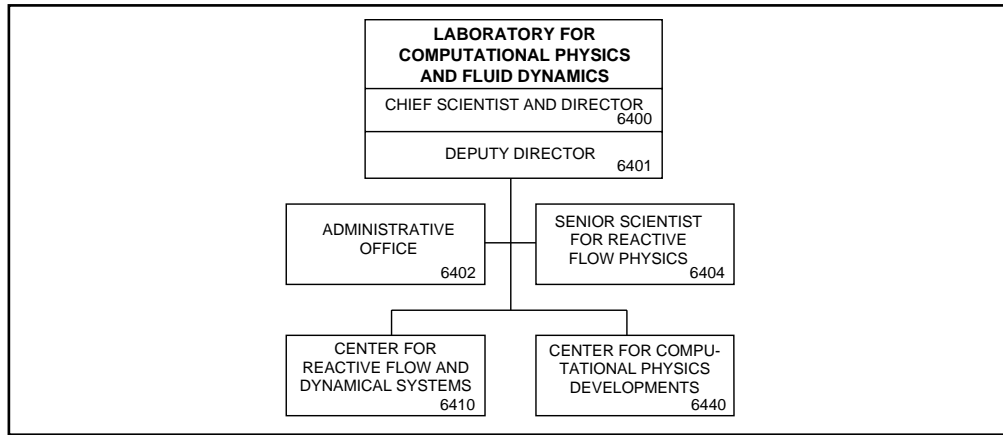 LABORATORY FOR
COMPUTATIONAL PHYSICS
AND FLUID DYNAMICS
CHIEF SCIENTIST AND DIRECTOR
6400
DEPUTY DIRECTOR
6401
ADMINISTRATIVE
OFFICE
6402
SENIOR SCIENTIST
FOR REACTIVE
FLOW PHYSICS
6404
CENTER FOR
REACTIVE FLOW AND
DYNAMICAL SYSTEMS
6410
CENTER FOR COMPU-
TATIONAL PHYSICS
DEVELOPMENTS
6440